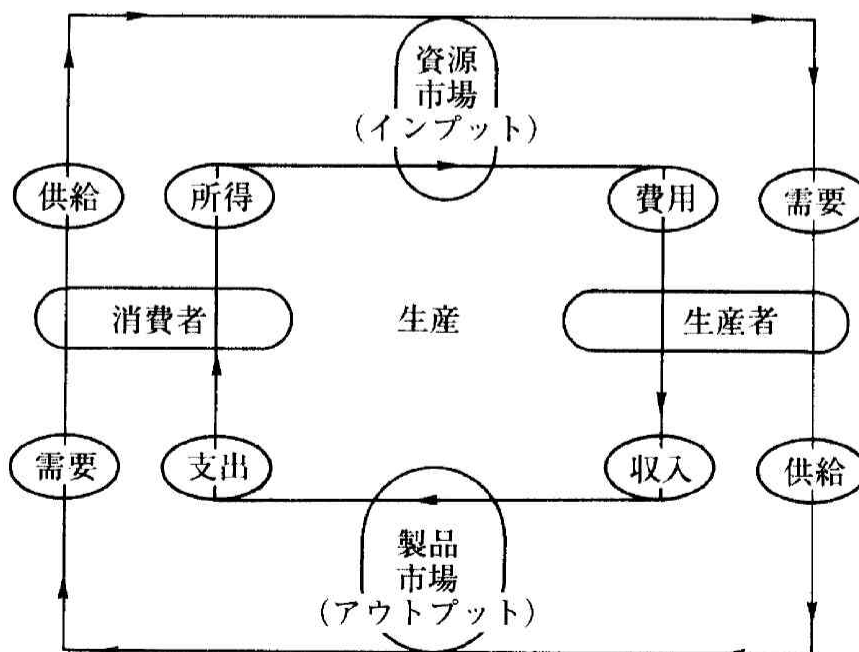 資源
市場
(インプット)
供給
所得
費用
需要
消費者
生産
生産者
需要
支出
収入
供給
製品
市場
(アウトプット)